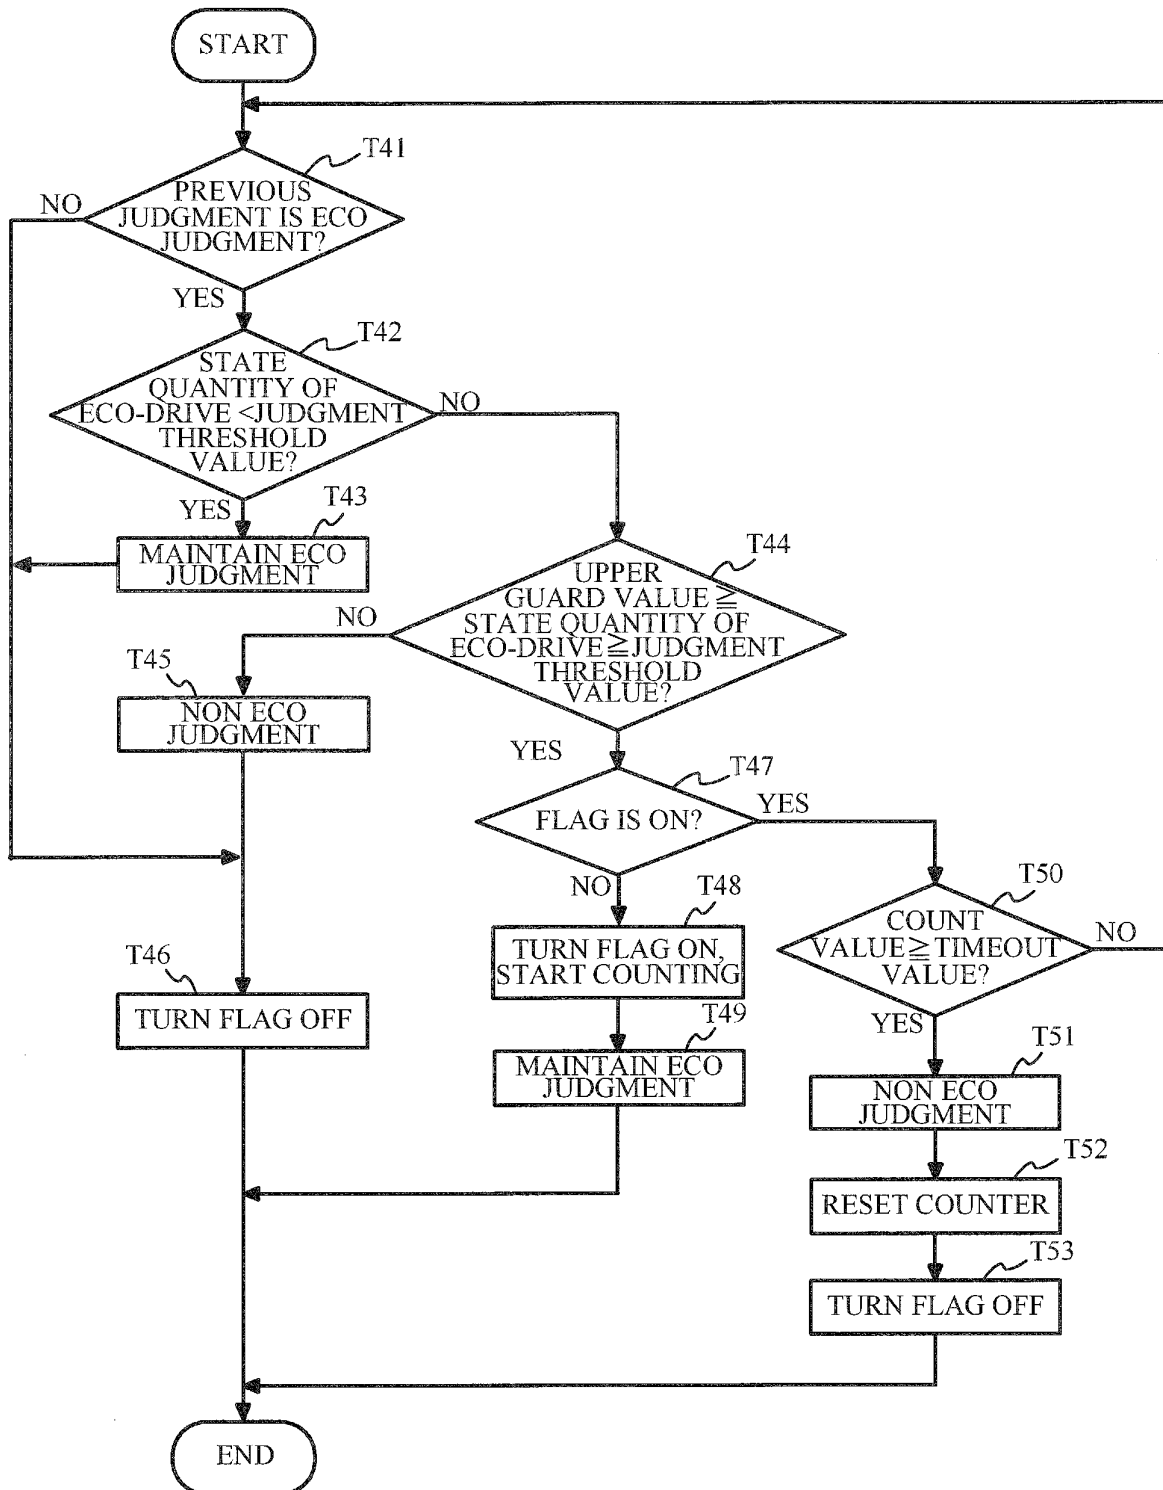 START
T41
NO
PREVIOUS
JUDGMENT IS ECO
JUDGMENT?
YES
T42
STATE
QUANTITY OF
ECO-DRIVE <JUDGMENT
THRESHOLD
VALUE?
NO
YES
T43
MAINTAIN ECO
JUDGMENT
T44
UPPER
GUARD VALUE ≧
STATE QUANTITY OF
ECO-DRIVE≧JUDGMENT
THRESHOLD
VALUE?
NO
T45
NON ECO
JUDGMENT
YES
T47
FLAG IS ON?
YES
NO
T48
TURN FLAG ON,
START COUNTING
T50
COUNT
VALUE≧TIMEOUT
VALUE?
NO
T46
TURN FLAG OFF
T49
MAINTAIN ECO
JUDGMENT
YES
T51
NON ECO
JUDGMENT
T52
RESET COUNTER
T53
TURN FLAG OFF
END